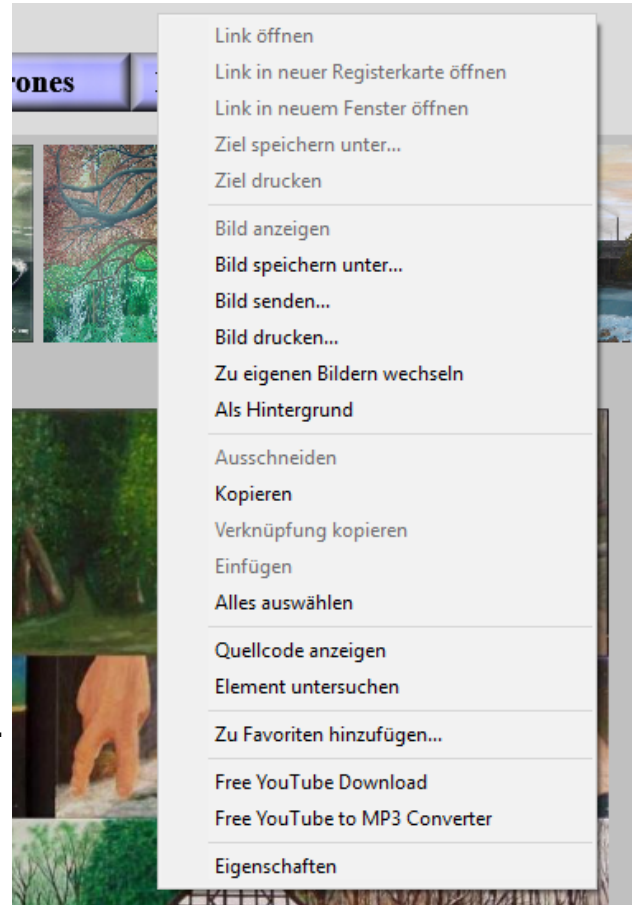 Link öffnen
Link in neuer Registerkarte öffnen
Link in neuem Fenster öffnen
Ziel speichern unter...
Ziel drucken
Bild anzeigen
Bild speichern unter...
Bild senden...
Bild drucken...
Zu eigenen Bildern wechseln
Als Hintergrund
Ausschneiden
Kopieren
Verknüpfung kopieren
Einfügen
Alles auswählen
Quellcode anzeigen
Element untersuchen
Zu Favoriten hinzufügen...
Free YouTube Download
Free YouTube to MP3 Converter
Eigenschaften
rones